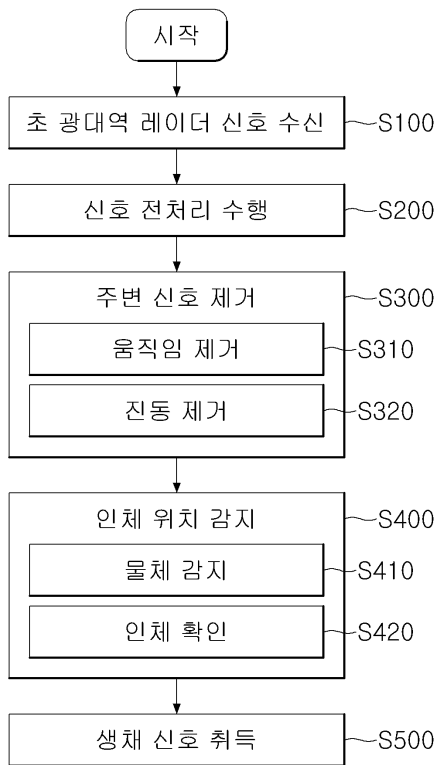 시작
초 광대역 레이더 신호 수신 S100
신호 전처리 수행 S200
주변 신호 제거 S300
움직임 제거 S310
진동 제거 S320
인체 위치 감지 S400
물체 감지 S410
인체 확인 S420
생채 신호 취득 S500